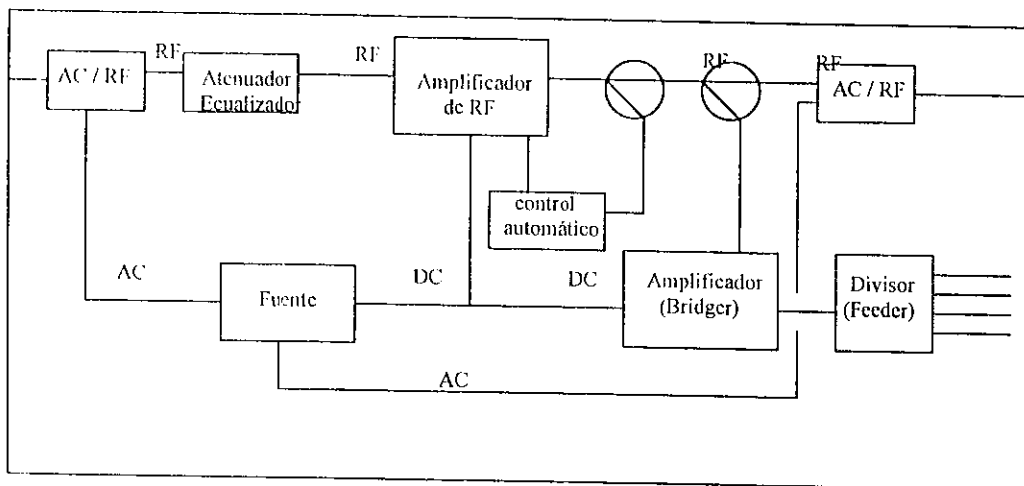 RF
RF
RF
RF
AC / RF
Atenuador
Ecualizador
Amplificador
de RF
AC / RF
control
automático
AC
DC
DC
Fuente
Amplificador
(Bridger)
Divisor
(Feeder)
AC